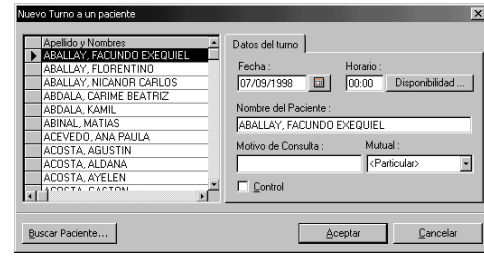 Nuevo Turno a un paciente
Apellido y Nombres
ABALLAY, FACUNDO EXEQUIEL
ABALLAY, FLORENTINO
ABALLAY, NICANOR CARLOS
ABDALA, CARIME BEATRIZ
ABDALA, KAMIL
ABINAL, MATIAS
ACEVEDO, ANA PAULA
ACOSTA, AGUSTIN
ACOSTA, ALDANA
ACOSTA, AYELEN
ACOSTA, GASTON
Datos del turno
Fecha : Horario :
07/09/1998 00:00 Disponibilidad ...
Nombre del Paciente :
ABALLAY, FACUNDO EXEQUIEL
Motivo de Consulta : Mutual :
<Particular>
Control
Buscar Paciente... Aceptar Cancelar